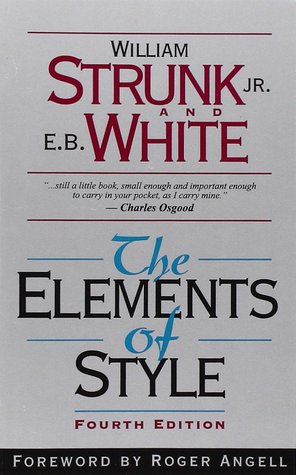 WILLIAM
STRUNK JR.
AND
E.B. WHITE
"...still a little book, small enough and important enough
to carry in your pocket, as I carry mine."
— Charles Osgood
The
ELEMENTS
of
STYLE
FOURTH EDITION
FOREWORD BY ROGER ANGELL